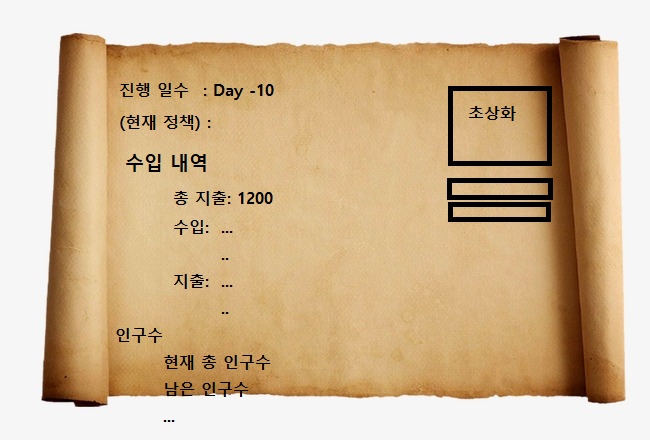 진행 일수 : Day -10
초상화
(현재 정책) :
수입 내역
총 지출: 1200
수입: ...
..
지출: ...
..
인구수
현재 총 인구수
남은 인구수
...